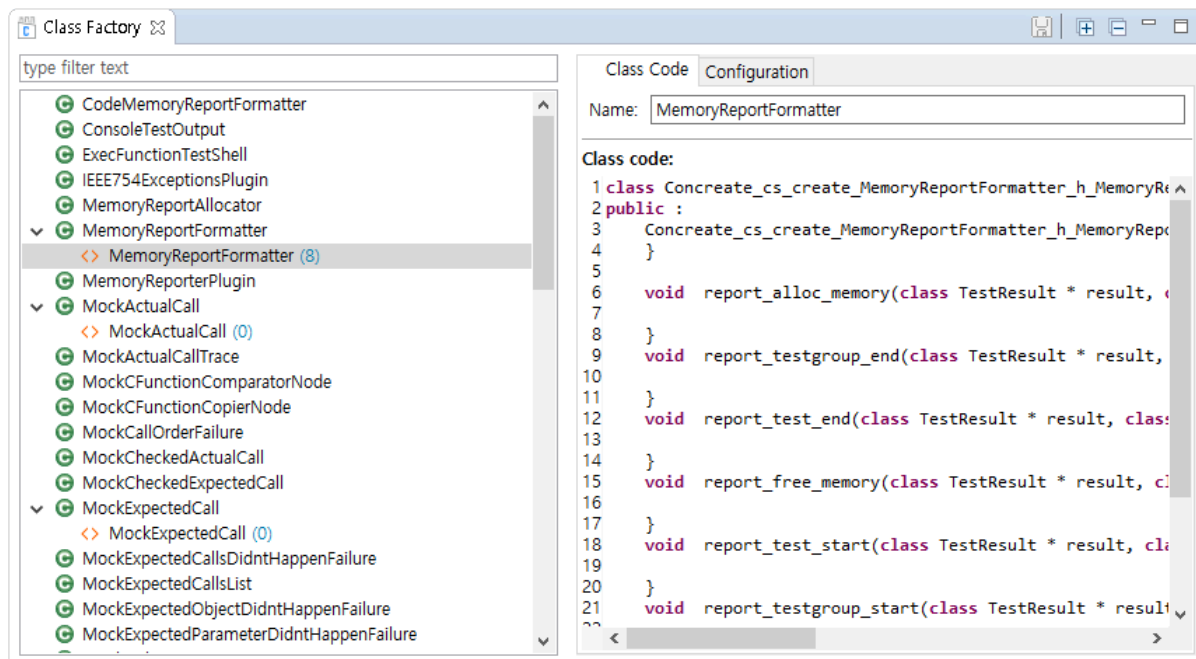 Class Factory
type filter text
CodeMemoryReportFormatter
ConsoleTestOutput
ExecFunctionTestShell
IEEE754ExceptionsPlugin
MemoryReportAllocator
MemoryReportFormatter
<> MemoryReportFormatter (8)
MemoryReporterPlugin
MockActualCall
<> MockActualCall (0)
MockActualCallTrace
MockCFunctionComparatorNode
MockCFunctionCopierNode
MockCallOrderFailure
MockCheckedActualCall
MockCheckedExpectedCall
MockExpectedCall
<> MockExpectedCall (0)
MockExpectedCallsDidntHappenFailure
MockExpectedCallsList
MockExpectedObjectDidntHappenFailure
MockExpectedParameterDidntHappenFailure
Class Code Configuration
Name: MemoryReportFormatter
Class code:
1 class Concreate_cs_create_MemoryReportFormatter_h_MemoryRe
2 public :
3 Concreate_cs_create_MemoryReportFormatter_h_MemoryRepo
4 }
5
6 void report_alloc_memory(class TestResult * result,
7
8 }
9 void report_testgroup_end(class TestResult * result,
10
11 }
12 void report_test_end(class TestResult * result, class
13
14 }
15 void report_free_memory(class TestResult * result, cl
16
17 }
18 void report_test_start(class TestResult * result, cla
19
20 }
21 void report_testgroup_start(class TestResult * result